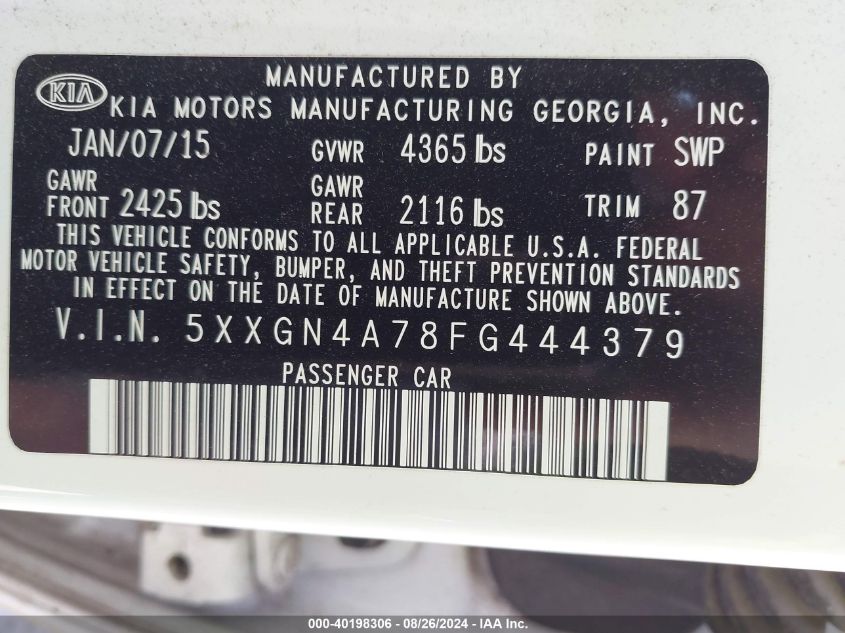 MANUFACTURED BY
KIA KIA MOTORS MANUFACTURING GEORGIA, INC.
JAN/07/15 GVWR 4365 lbs PAINT SWP
GAWR FRONT 2425 lbs GAWR REAR 2116 lbs TRIM 87
THIS VEHICLE CONFORMS TO ALL APPLICABLE U.S.A. FEDERAL
MOTOR VEHICLE SAFETY, BUMPER, AND THEFT PREVENTION STANDARDS
IN EFFECT ON THE DATE OF MANUFACTURE SHOWN ABOVE.
V.I.N. 5XXGN4A78FG444379
PASSENGER CAR
000-40198306 - 08/26/2024 - IAA Inc.